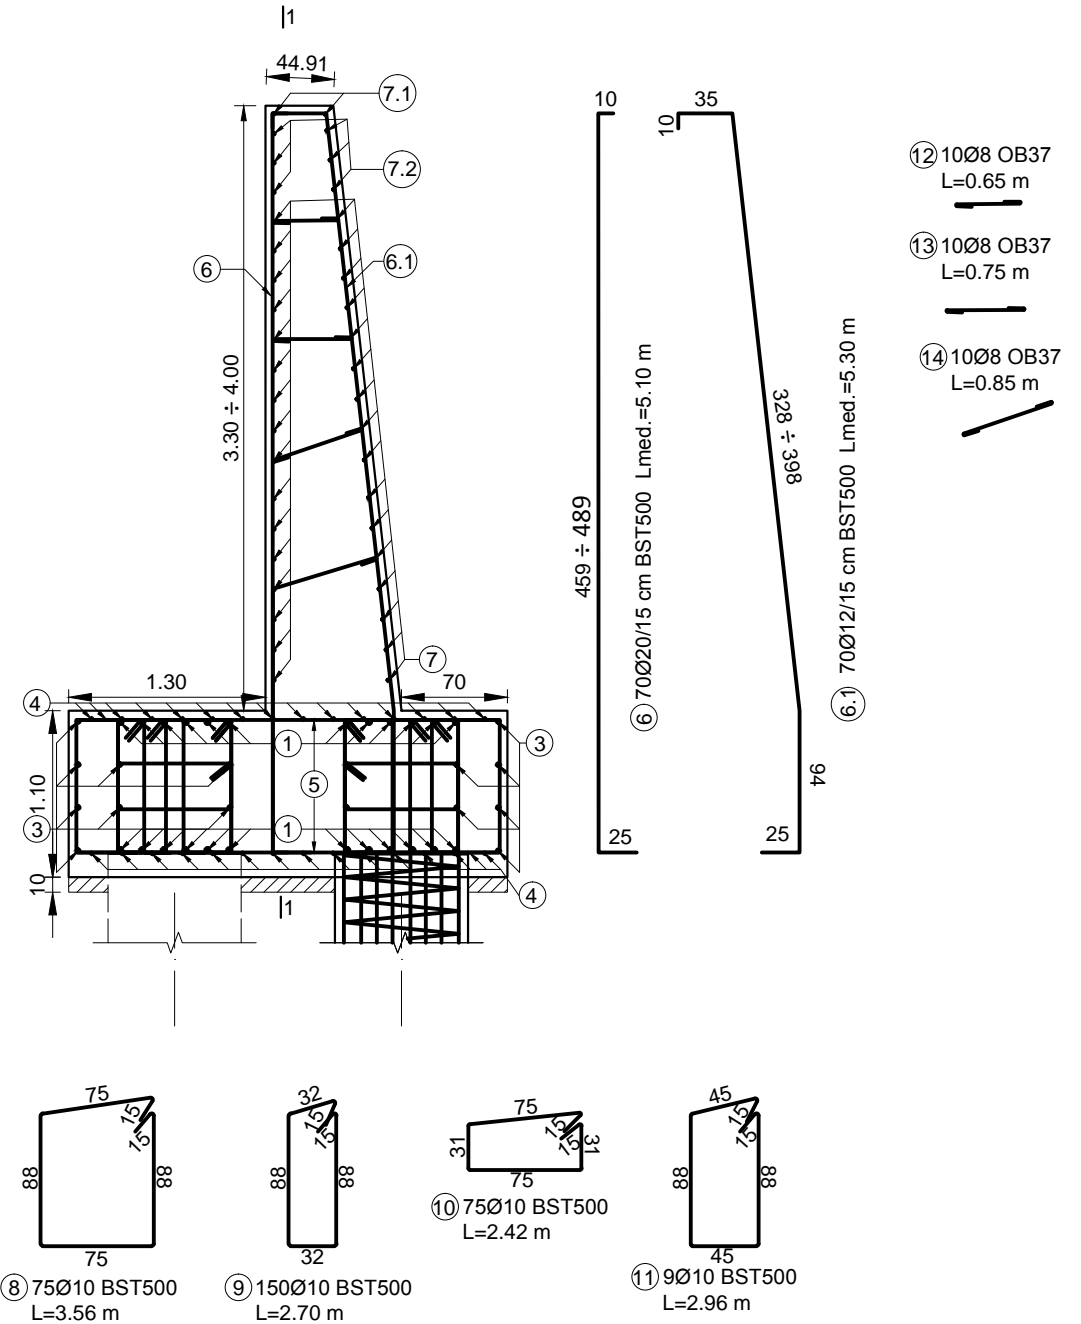 1
44.91
7.1
7.2
6
6.1
3.30 ÷ 4.00
7
1.30
70
4
1
3
5
1.10
3
1
10
4
1
10
35
10
459 ÷ 489
6 70Ø20/15 cm BST500 Lmed.=5.10 m
328 ÷ 398
6.1 70Ø12/15 cm BST500 Lmed.=5.30 m
94
25
25
12 10Ø8 OB37
L=0.65 m
13 10Ø8 OB37
L=0.75 m
14 10Ø8 OB37
L=0.85 m
75
15
15
88
88
75
8 75Ø10 BST500
L=3.56 m
32
15
15
88
88
32
9 150Ø10 BST500
L=2.70 m
75
15
15
31
31
75
10 75Ø10 BST500
L=2.42 m
45
15
15
88
88
45
11 9Ø10 BST500
L=2.96 m